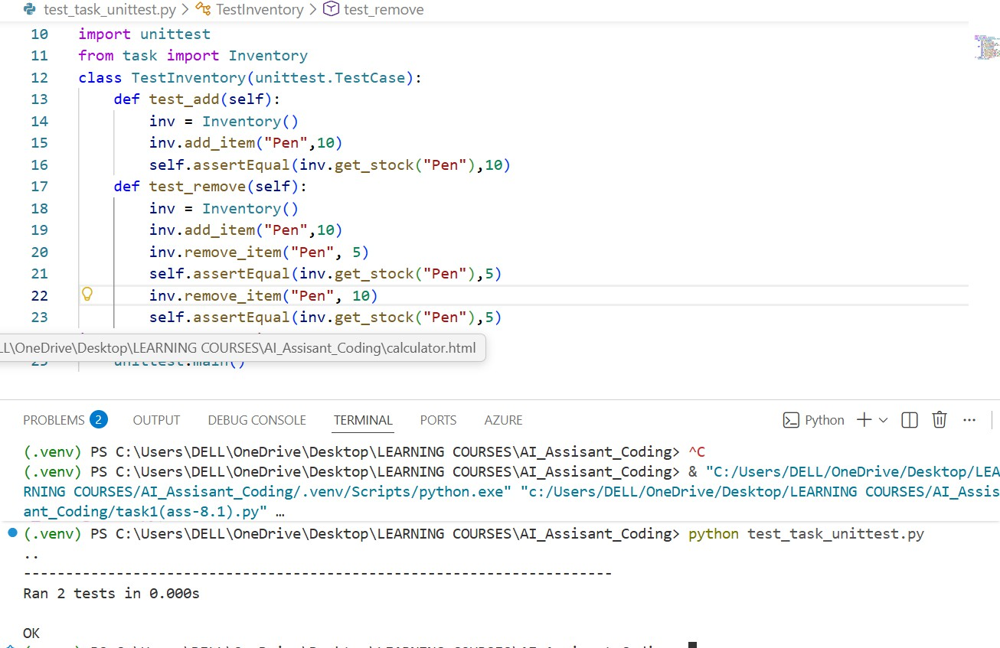 test_task_unittest.py > TestInventory > test_remove
10 import unittest
11 from task import Inventory
12 class TestInventory(unittest.TestCase):
13     def test_add(self):
14         inv = Inventory()
15         inv.add_item("Pen",10)
16         self.assertEqual(inv.get_stock("Pen"),10)
17     def test_remove(self):
18         inv = Inventory()
19         inv.add_item("Pen",10)
20         inv.remove_item("Pen", 5)
21         self.assertEqual(inv.get_stock("Pen"),5)
22         inv.remove_item("Pen", 10)
23         self.assertEqual(inv.get_stock("Pen"),5)
LL\OneDrive\Desktop\LEARNING COURSES\AI_Assisant_Coding\calculator.html
25     unittest.main()
PROBLEMS 2 OUTPUT DEBUG CONSOLE TERMINAL PORTS AZURE Python
(.venv) PS C:\Users\DELL\OneDrive\Desktop\LEARNING COURSES\AI_Assisant_Coding> ^C
(.venv) PS C:\Users\DELL\OneDrive\Desktop\LEARNING COURSES\AI_Assisant_Coding> & "C:/Users/DELL/OneDrive/Desktop/LEA
RNING COURSES/AI_Assisant_Coding/.venv/Scripts/python.exe" "c:/Users/DELL/OneDrive/Desktop/LEARNING COURSES/AI_Assis
ant_Coding/task1(ass-8.1).py" …
(.venv) PS C:\Users\DELL\OneDrive\Desktop\LEARNING COURSES\AI_Assisant_Coding> python test_task_unittest.py
..
----------------------------------------------------------------------
Ran 2 tests in 0.000s
OK